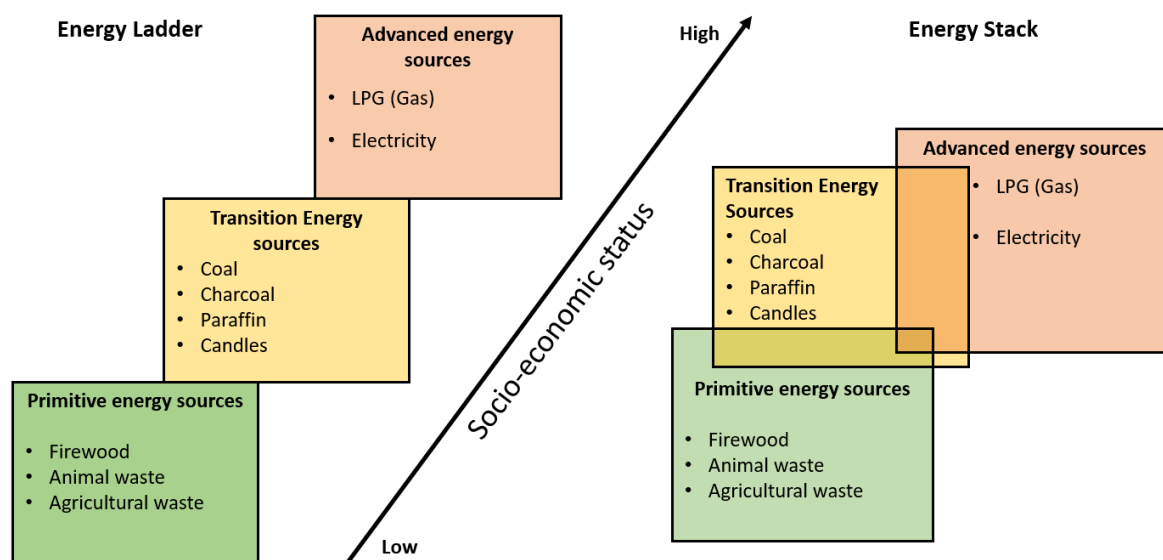 Energy Ladder
Advanced energy
sources
• LPG (Gas)
• Electricity
Transition Energy
sources
• Coal
• Charcoal
• Paraffin
• Candles
Primitive energy sources
• Firewood
• Animal waste
• Agricultural waste
High
Socio-economic status
Low
Energy Stack
Advanced energy sources
• LPG (Gas)
• Electricity
Transition Energy
Sources
• Coal
• Charcoal
• Paraffin
• Candles
Primitive energy sources
• Firewood
• Animal waste
• Agricultural waste